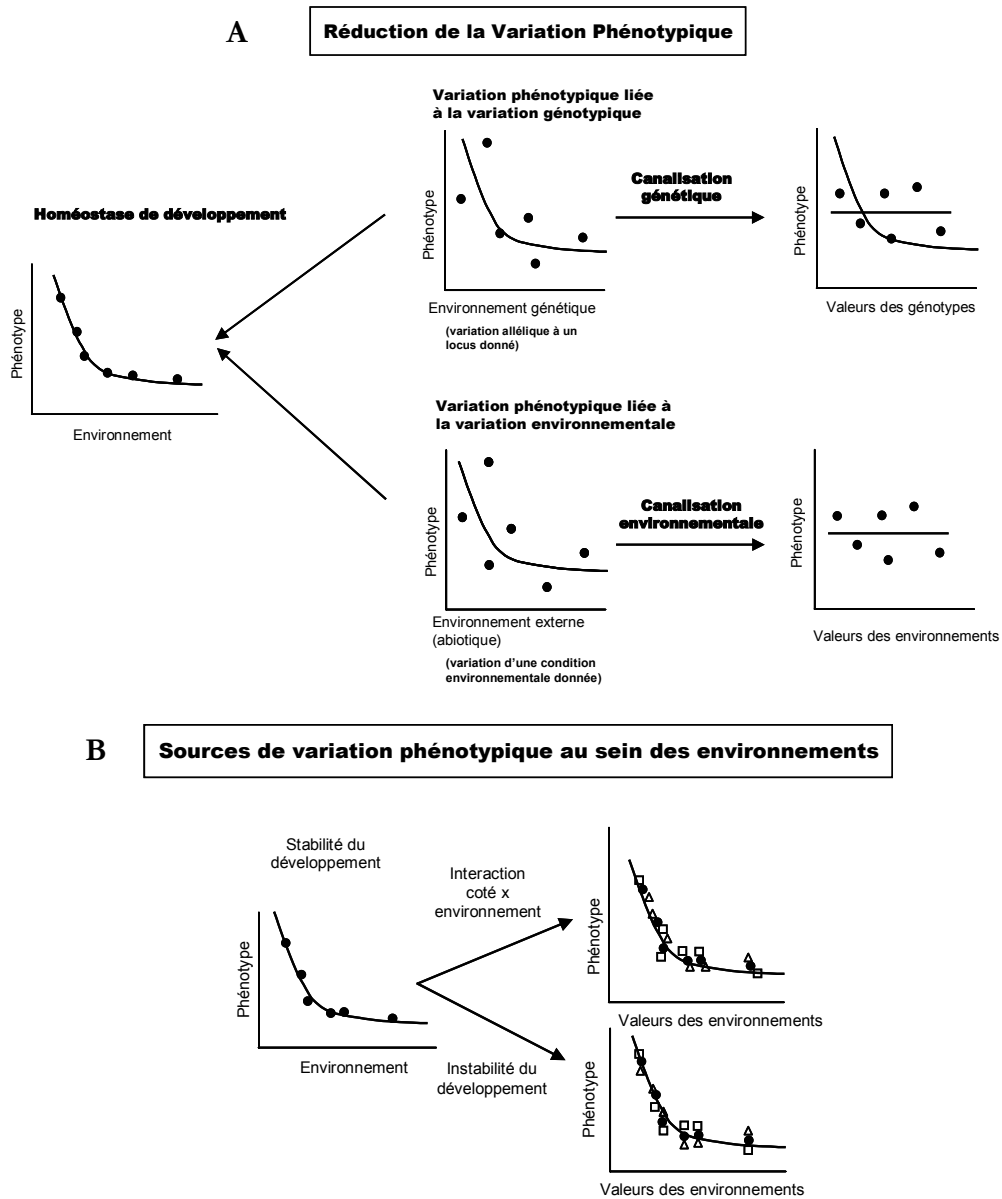 A
Réduction de la Variation Phénotypique
Variation phénotypique liée
à la variation génotypique
Phénotype
Environnement génétique
(variation allélique à un
locus donné)
Canalisation
génétique
Phénotype
Valeurs des génotypes
Homéostase de développement
Phénotype
Environnement
Variation phénotypique liée à
la variation environnementale
Phénotype
Environnement externe
(abiotique)
(variation d'une condition
environnementale donnée)
Canalisation
environnementale
Phénotype
Valeurs des environnements
B
Sources de variation phénotypique au sein des environnements
Stabilité du
développement
Phénotype
Environnement
Interaction
coté x
environnement
Phénotype
Valeurs des environnements
Instabilité du
développement
Phénotype
Valeurs des environnements